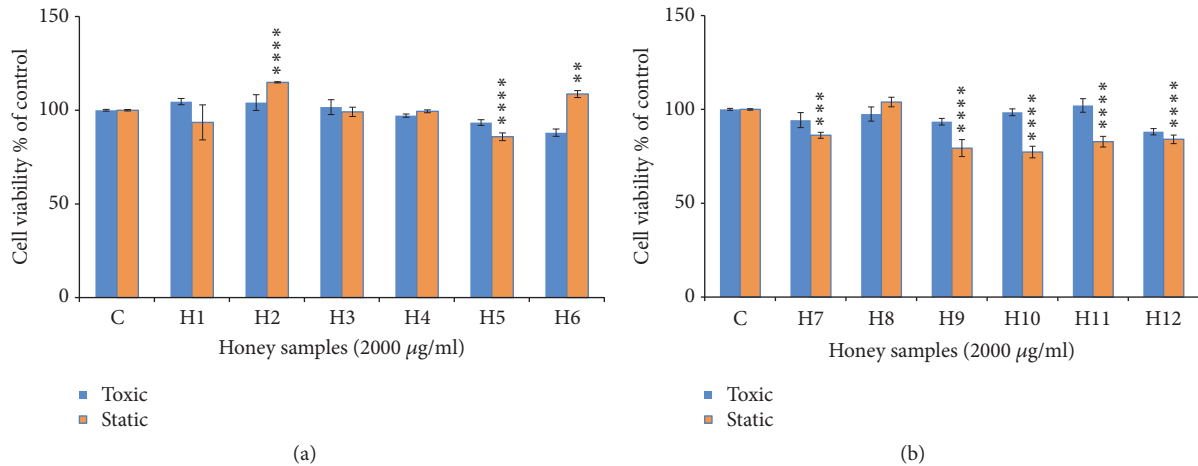 150
100
50
0
Cell viability % of control
****
****
**
C H1 H2 H3 H4 H5 H6
Honey samples (2000 μg/ml)
Toxic
Static
(a)
150
100
50
0
Cell viability % of control
***
****
****
****
****
C H7 H8 H9 H10 H11 H12
Honey samples (2000 μg/ml)
Toxic
Static
(b)